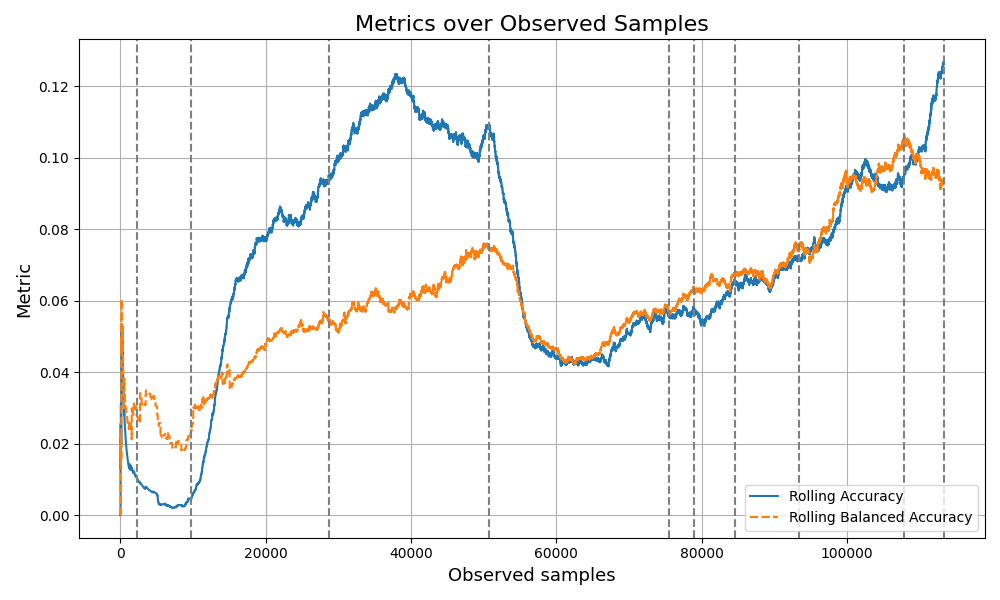 Metrics over Observed Samples
Metric
0.12
0.10
0.08
0.06
0.04
0.02
0.00
0
20000
40000
60000
80000
100000
Observed samples
Rolling Accuracy
Rolling Balanced Accuracy